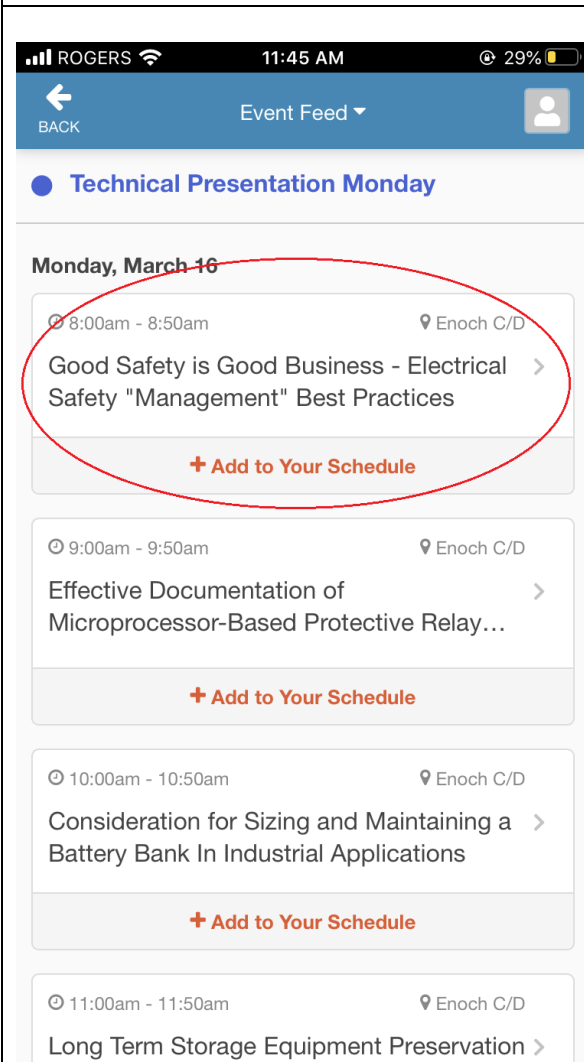 ROGERS 11:45 AM 29%
BACK Event Feed
Technical Presentation Monday
Monday, March 16
8:00am - 8:50am Enoch C/D
Good Safety is Good Business - Electrical
Safety "Management" Best Practices
+ Add to Your Schedule
9:00am - 9:50am Enoch C/D
Effective Documentation of
Microprocessor-Based Protective Relay…
+ Add to Your Schedule
10:00am - 10:50am Enoch C/D
Consideration for Sizing and Maintaining a
Battery Bank In Industrial Applications
+ Add to Your Schedule
11:00am - 11:50am Enoch C/D
Long Term Storage Equipment Preservation